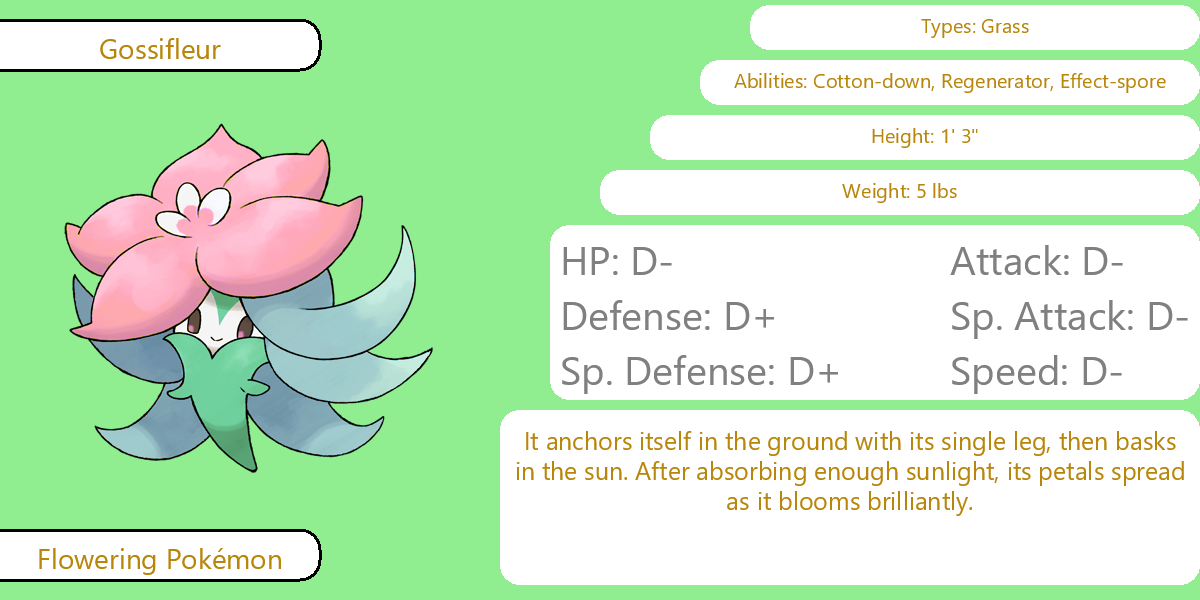 Gossifleur
Types: Grass
Abilities: Cotton-down, Regenerator, Effect-spore
Height: 1' 3"
Weight: 5 lbs
HP: D-
Attack: D-
Defense: D+
Sp. Attack: D-
Sp. Defense: D+
Speed: D-
It anchors itself in the ground with its single leg, then basks
in the sun. After absorbing enough sunlight, its petals spread
as it blooms brilliantly.
Flowering Pokémon